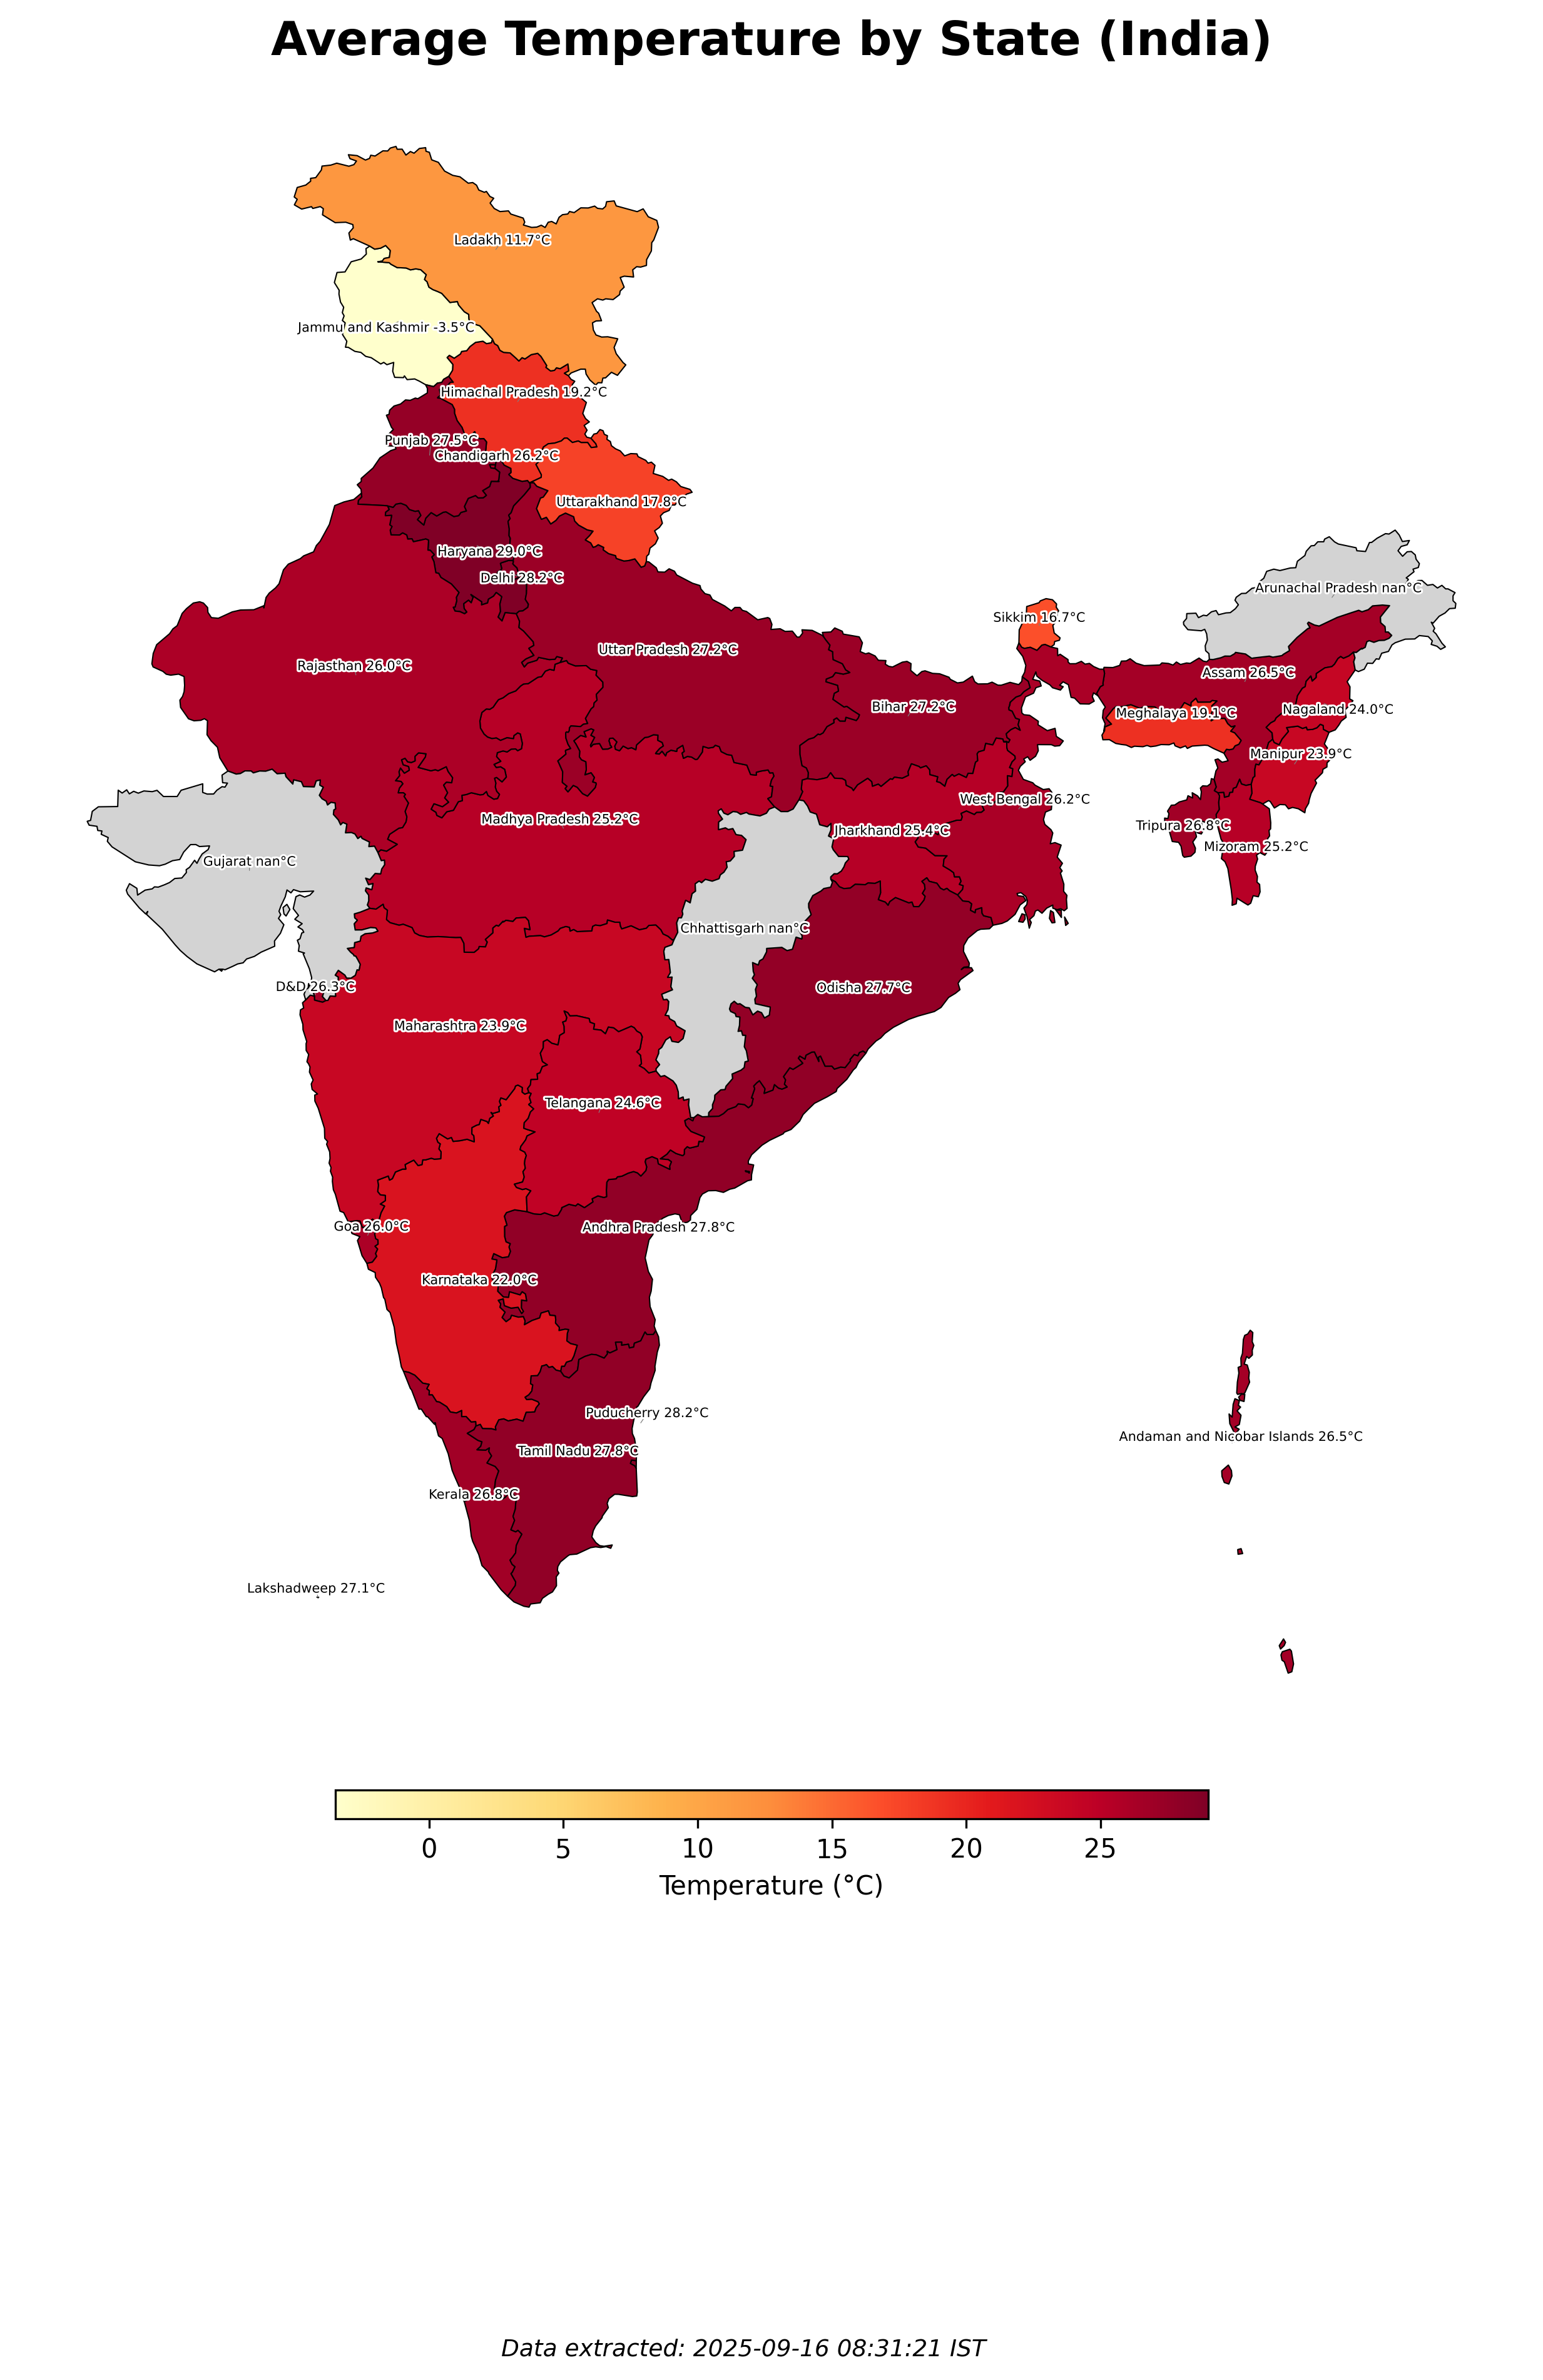 Average Temperature by State (India)
Ladakh 11.7°C
Jammu and Kashmir -3.5°C
Himachal Pradesh 19.2°C
Punjab 27.5°C
Chandigarh 26.2°C
Uttarakhand 17.8°C
Haryana 29.0°C
Delhi 28.2°C
Arunachal Pradesh nan°C
Sikkim 16.7°C
Uttar Pradesh 27.2°C
Rajasthan 26.0°C
Assam 26.5°C
Bihar 27.2°C
Meghalaya 19.1°C
Nagaland 24.0°C
Manipur 23.9°C
West Bengal 26.2°C
Madhya Pradesh 25.2°C
Jharkhand 25.4°C
Tripura 26.8°C
Mizoram 25.2°C
Gujarat nan°C
Chhattisgarh nan°C
D&D 26.3°C
Odisha 27.7°C
Maharashtra 23.9°C
Telangana 24.6°C
Goa 26.0°C
Andhra Pradesh 27.8°C
Karnataka 22.0°C
Puducherry 28.2°C
Andaman and Nicobar Islands 26.5°C
Tamil Nadu 27.8°C
Kerala 26.8°C
Lakshadweep 27.1°C
0 5 10 15 20 25
Temperature (°C)
Data extracted: 2025-09-16 08:31:21 IST